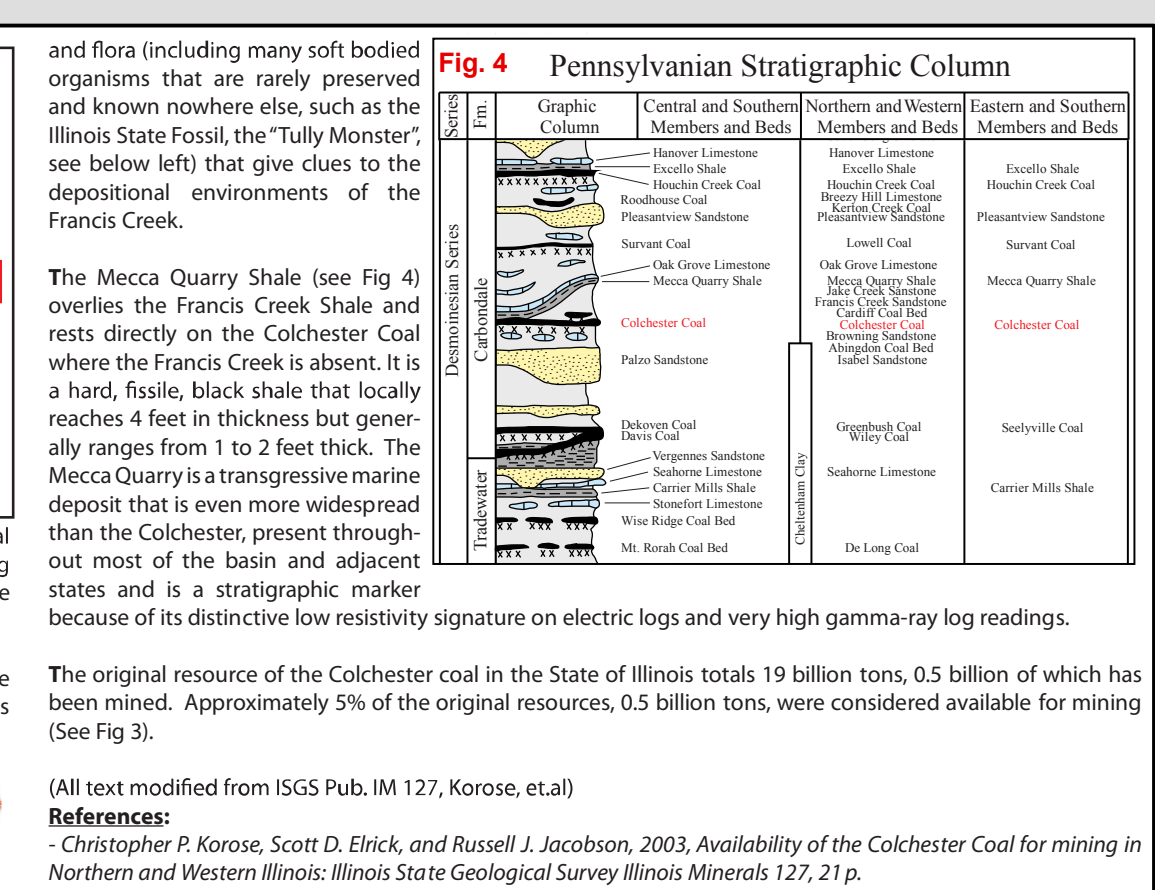 and flora (including many soft bodied
organisms that are rarely preserved
and known nowhere else, such as the
Illinois State Fossil, the “Tully Monster”,
see below left) that give clues to the
depositional environments of the
Francis Creek.
The Mecca Quarry Shale (see Fig 4)
overlies the Francis Creek Shale and
rests directly on the Colchester Coal
where the Francis Creek is absent. It is
a hard, fissile, black shale that locally
reaches 4 feet in thickness but gener-
ally ranges from 1 to 2 feet thick. The
Mecca Quarry is a transgressive marine
deposit that is even more widespread
than the Colchester, present through-
out most of the basin and adjacent
states and is a stratigraphic marker
because of its distinctive low resistivity signature on electric logs and very high gamma-ray log readings.
The original resource of the Colchester coal in the State of Illinois totals 19 billion tons, 0.5 billion of which has
been mined. Approximately 5% of the original resources, 0.5 billion tons, were considered available for mining
(See Fig 3).
(All text modified from ISGS Pub. IM 127, Korose, et.al)
References:
- Christopher P. Korose, Scott D. Elrick, and Russell J. Jacobson, 2003, Availability of the Colchester Coal for mining in
Northern and Western Illinois: Illinois State Geological Survey Illinois Minerals 127, 21 p.
Fig. 4 Pennsylvanian Stratigraphic Column
Series
Fm.
Graphic
Column
Central and Southern
Members and Beds
Northern and Western
Members and Beds
Eastern and Southern
Members and Beds
Desmoinesian Series
Carbondale
Tradewater
Hanover Limestone
Excello Shale
Houchin Creek Coal
Roodhouse Coal
Pleasantview Sandstone
Survant Coal
Oak Grove Limestone
Mecca Quarry Shale
Colchester Coal
Palzo Sandstone
Dekoven Coal
Davis Coal
Vergennes Sandstone
Seahorne Limestone
Carrier Mills Shale
Stonefort Limestone
Wise Ridge Coal Bed
Mt. Rorah Coal Bed
Cheltenham Clay
Hanover Limestone
Excello Shale
Houchin Creek Coal
Breezy Hill Limestone
Kerton Creek Coal
Pleasantview Sandstone
Lowell Coal
Oak Grove Limestone
Mecca Quarry Shale
Jake Creek Sanstone
Francis Creek Sandstone
Cardiff Coal Bed
Colchester Coal
Browning Sandstone
Abingdon Coal Bed
Isabel Sandstone
Greenbush Coal
Wiley Coal
Seahorne Limestone
De Long Coal
Excello Shale
Houchin Creek Coal
Pleasantview Sandstone
Survant Coal
Mecca Quarry Shale
Colchester Coal
Seelyville Coal
Carrier Mills Shale